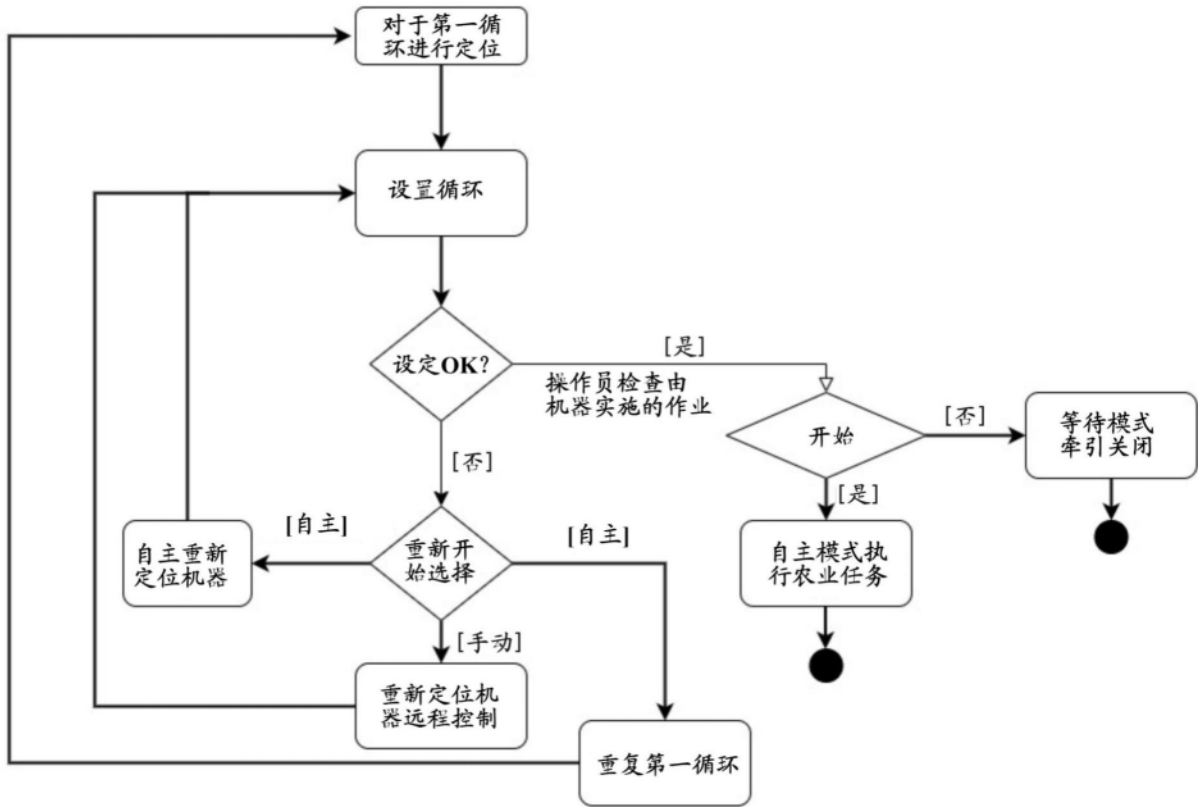 对于第一循
环进行定位
设置循环
设定OK?
[是]
操作员检查由
机器实施的作业
开始
[否]
等待模式
牵引关闭
[否]
[是]
[自主]
[自主]
自主重新
定位机器
重新开
始选择
自主模式执
行农业任务
[手动]
重新定位机
器远程控制
重复第一循环